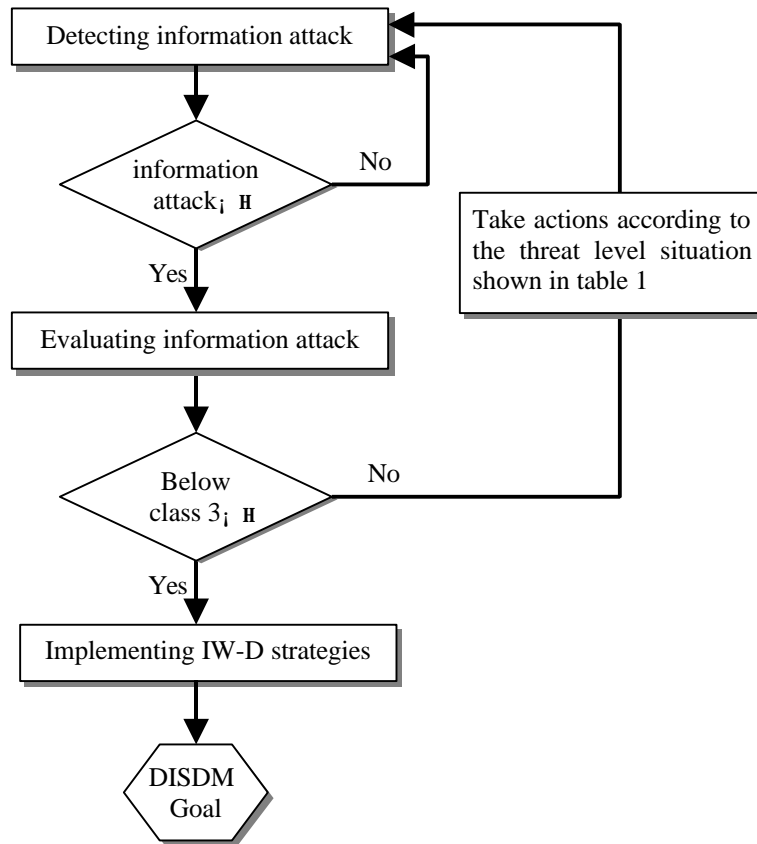 Detecting information attack
information
attack¡ H
No
Yes
Take actions according to
the threat level situation
shown in table 1
Evaluating information attack
Below
class 3¡ H
No
Yes
Implementing IW-D strategies
DISDM
Goal